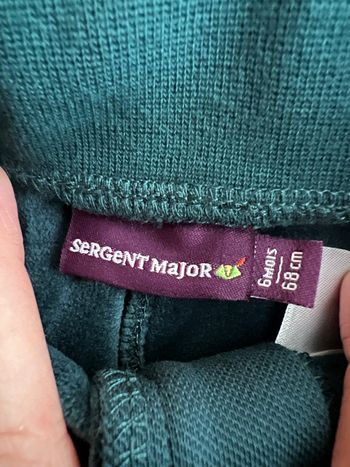 SeRGeNT MaJoR
6MOIS
68 cm